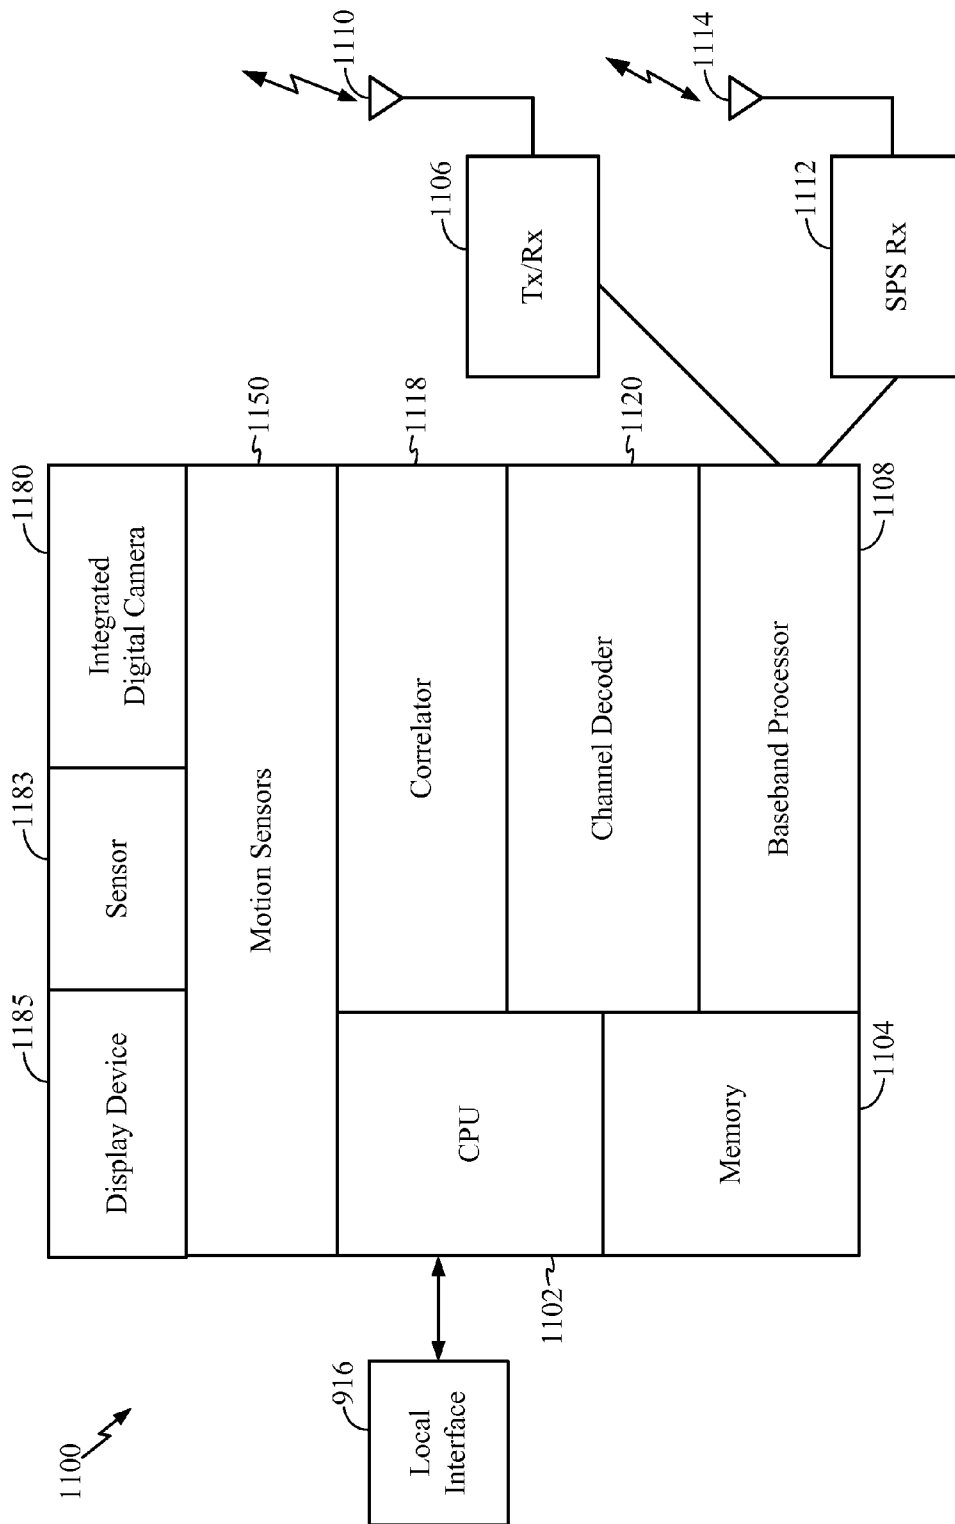 1100
1185
1183
1180
Display Device
Sensor
Integrated
Digital Camera
Motion Sensors
1150
916
Local
Interface
1102
CPU
Correlator
1118
Channel Decoder
1120
Memory
1104
Baseband Processor
1108
1106
Tx/Rx
1110
1112
SPS Rx
1114